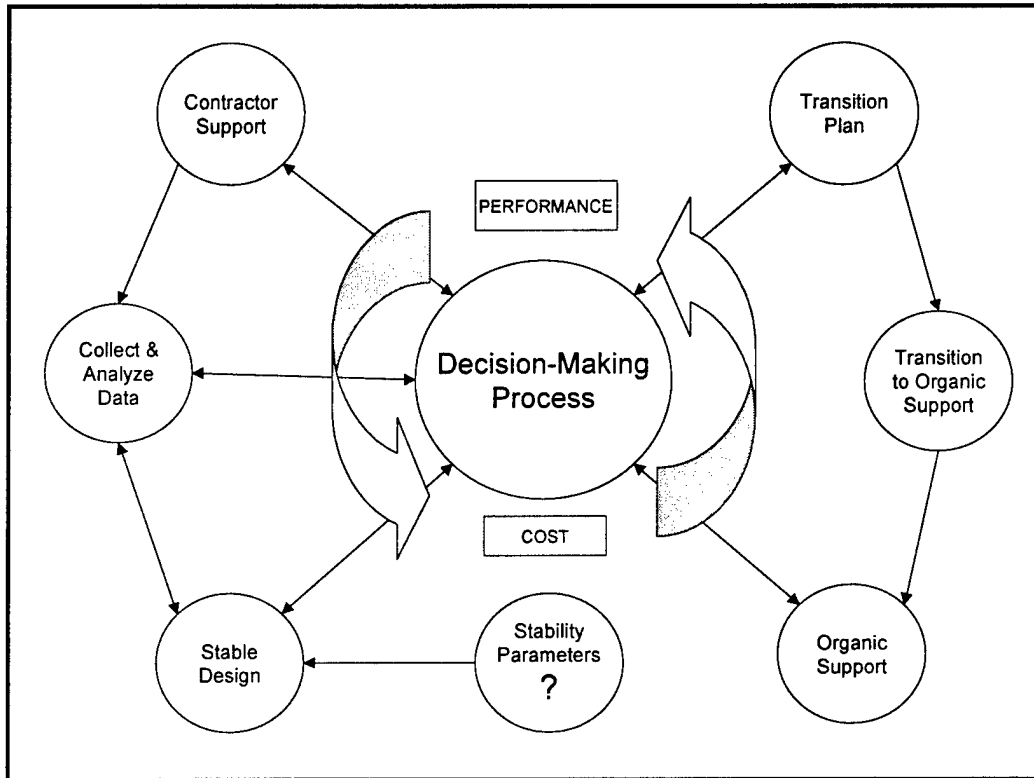 Contractor
Support
Transition
Plan
PERFORMANCE
Collect &
Analyze
Data
Decision-Making
Process
Transition
to Organic
Support
COST
Stable
Design
Stability
Parameters
?
Organic
Support